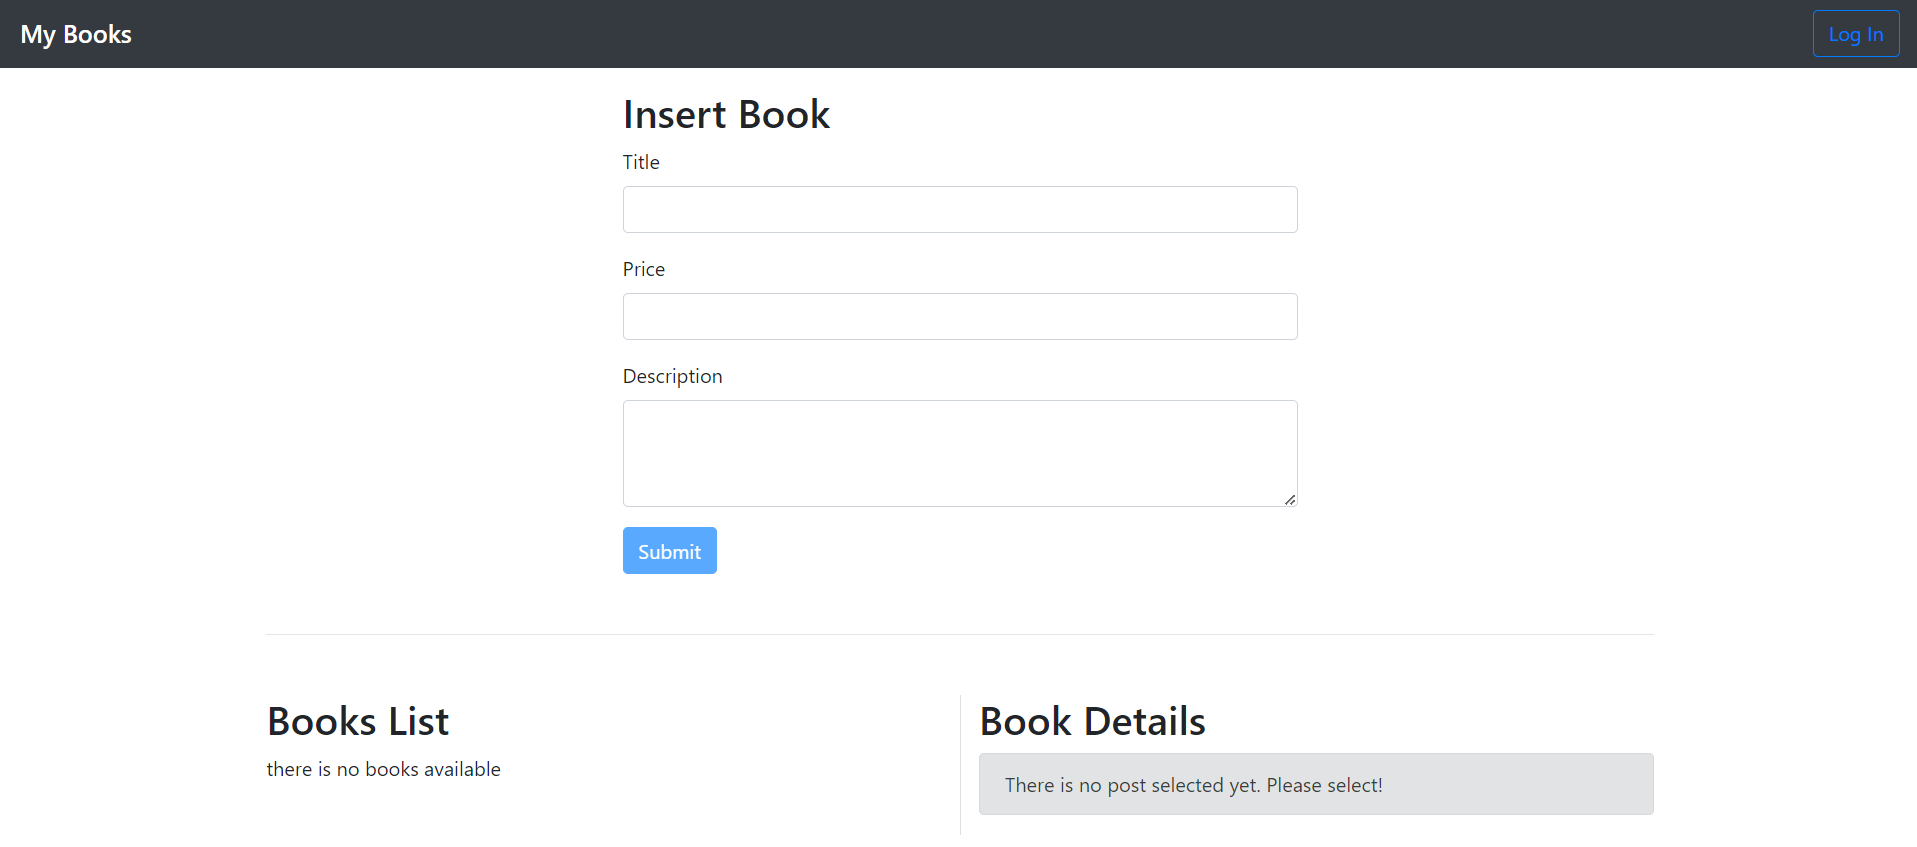 My Books
Log In
Insert Book
Title
Price
Description
Submit
Books List
there is no books available
Book Details
There is no post selected yet. Please select!